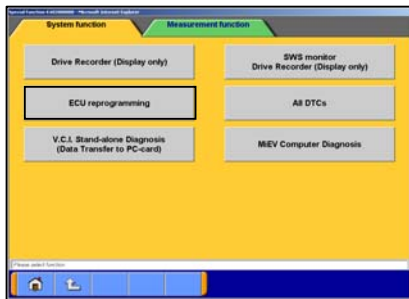 System function
Measurement function
Drive Recorder (Display only)
SWS monitor
Drive Recorder (Display only)
ECU reprogramming
All DTCs
V.C.I. Stand-alone Diagnosis
(Data Transfer to PC-card)
MiEV Computer Diagnosis
Please select function